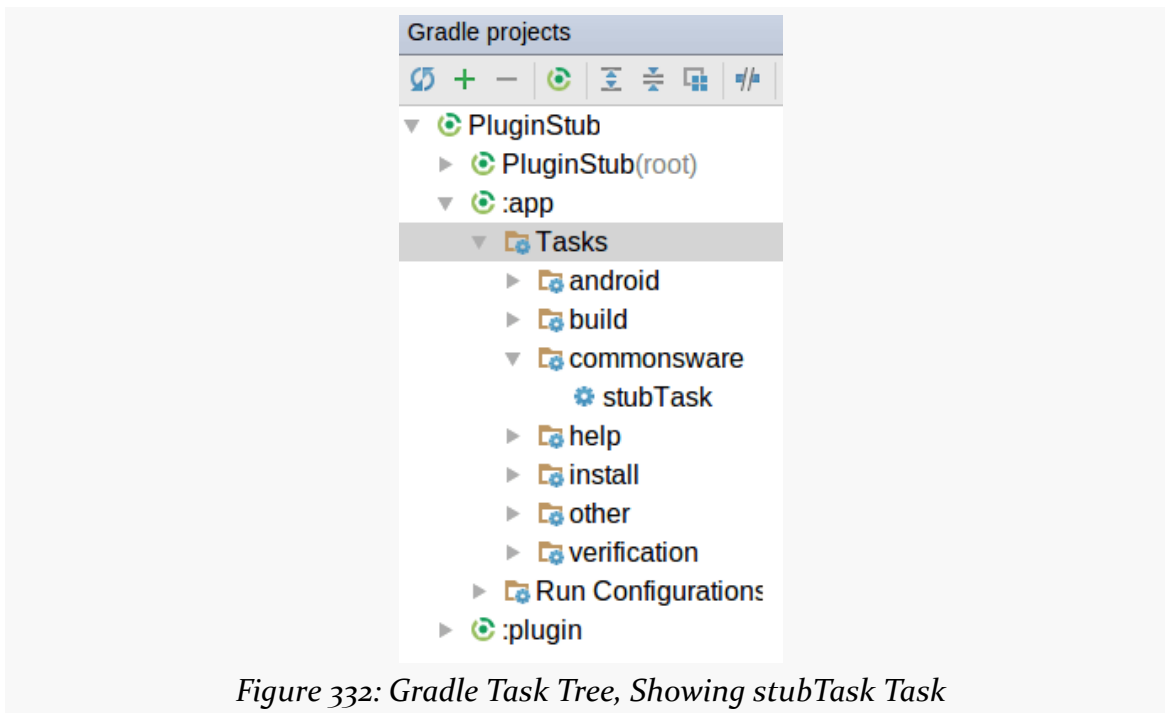 Gradle projects
PluginStub
PluginStub(root)
:app
Tasks
android
build
commonsware
stubTask
help
install
other
verification
Run Configurations
:plugin
Figure 332: Gradle Task Tree, Showing stubTask Task